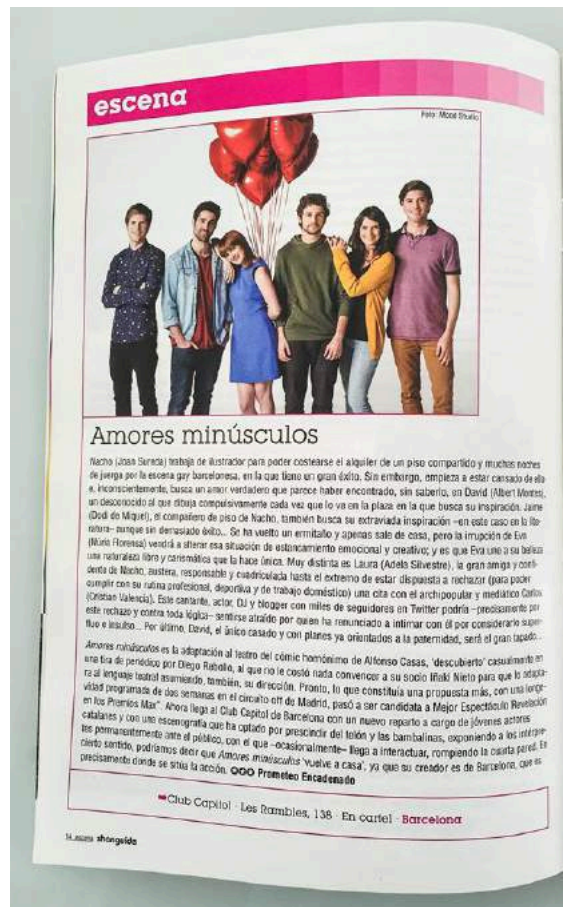 escena
Foto: Mood Studio
Amores minúsculos
Nacho (Joan Sureda) trabaja de ilustrador para poder costearse el alquiler de un piso compartido y muchas noches
de juerga por la escena gay barcelonesa, en la que tiene un gran éxito. Sin embargo, empieza a estar cansado de ello
e, inconscientemente, busca un amor verdadero que parece haber encontrado, sin saberlo, en David (Albert Montes),
un desconocido al que dibuja compulsivamente cada vez que lo ve en la plaza en la que busca su inspiración. Jaime
(Dodi de Miquel), el compañero de piso de Nacho, también busca su extraviada inspiración –en este caso en la lite-
ratura– aunque sin demasiado éxito... Se ha vuelto un ermitaño y apenas sale de casa, pero la irrupción de Eva
(Núria Florensa) vendrá a alterar esa situación de estancamiento emocional y creativo; y es que Eva une a su belleza
una naturaleza libre y carismática que la hace única. Muy distinta es Laura (Adela Silvestre), la gran amiga y confi-
dente de Nacho, austera, responsable y cuadriculada hasta el extremo de estar dispuesta a rechazar (para poder
cumplir con su rutina profesional, deportiva y de trabajo doméstico) una cita con el archipopular y mediático Carlos
(Cristian Valencia). Este cantante, actor, DJ y blogger con miles de seguidores en Twitter podría –precisamente por
este rechazo y contra toda lógica– sentirse atraído por quien ha renunciado a intimar con él por considerarlo super-
fluo e insulso... Por último, David, el único casado y con planes ya orientados a la paternidad, será el gran tapado...
Amores minúsculos es la adaptación al teatro del cómic homónimo de Alfonso Casas, 'descubierto' casualmente en
una tira de periódico por Diego Rebollo, al que no le costó nada convencer a su socio Iñaki Nieto para que lo adapta-
ra al lenguaje teatral asumiendo, también, su dirección. Pronto, lo que constituía una propuesta más, con una longe-
vidad programada de dos semanas en el circuito off de Madrid, pasó a ser candidata a Mejor Espectáculo Revelación
en los Premios Max". Ahora llega al Club Capitol de Barcelona con un nuevo reparto a cargo de jóvenes actores
catalanes y con una escenografía que ha optado por prescindir del telón y las bambalinas, exponiendo a los intérpre-
tes permanentemente ante el público, con el que –ocasionalmente– llega a interactuar, rompiendo la cuarta pared. En
cierto sentido, podríamos decir que Amores minúsculos 'vuelve a casa', ya que su creador es de Barcelona, que es
precisamente donde se sitúa la acción. OOO Prometeo Encadenado
Club Capitol · Les Rambles, 138 · En cartel · Barcelona
14 escena shangeide